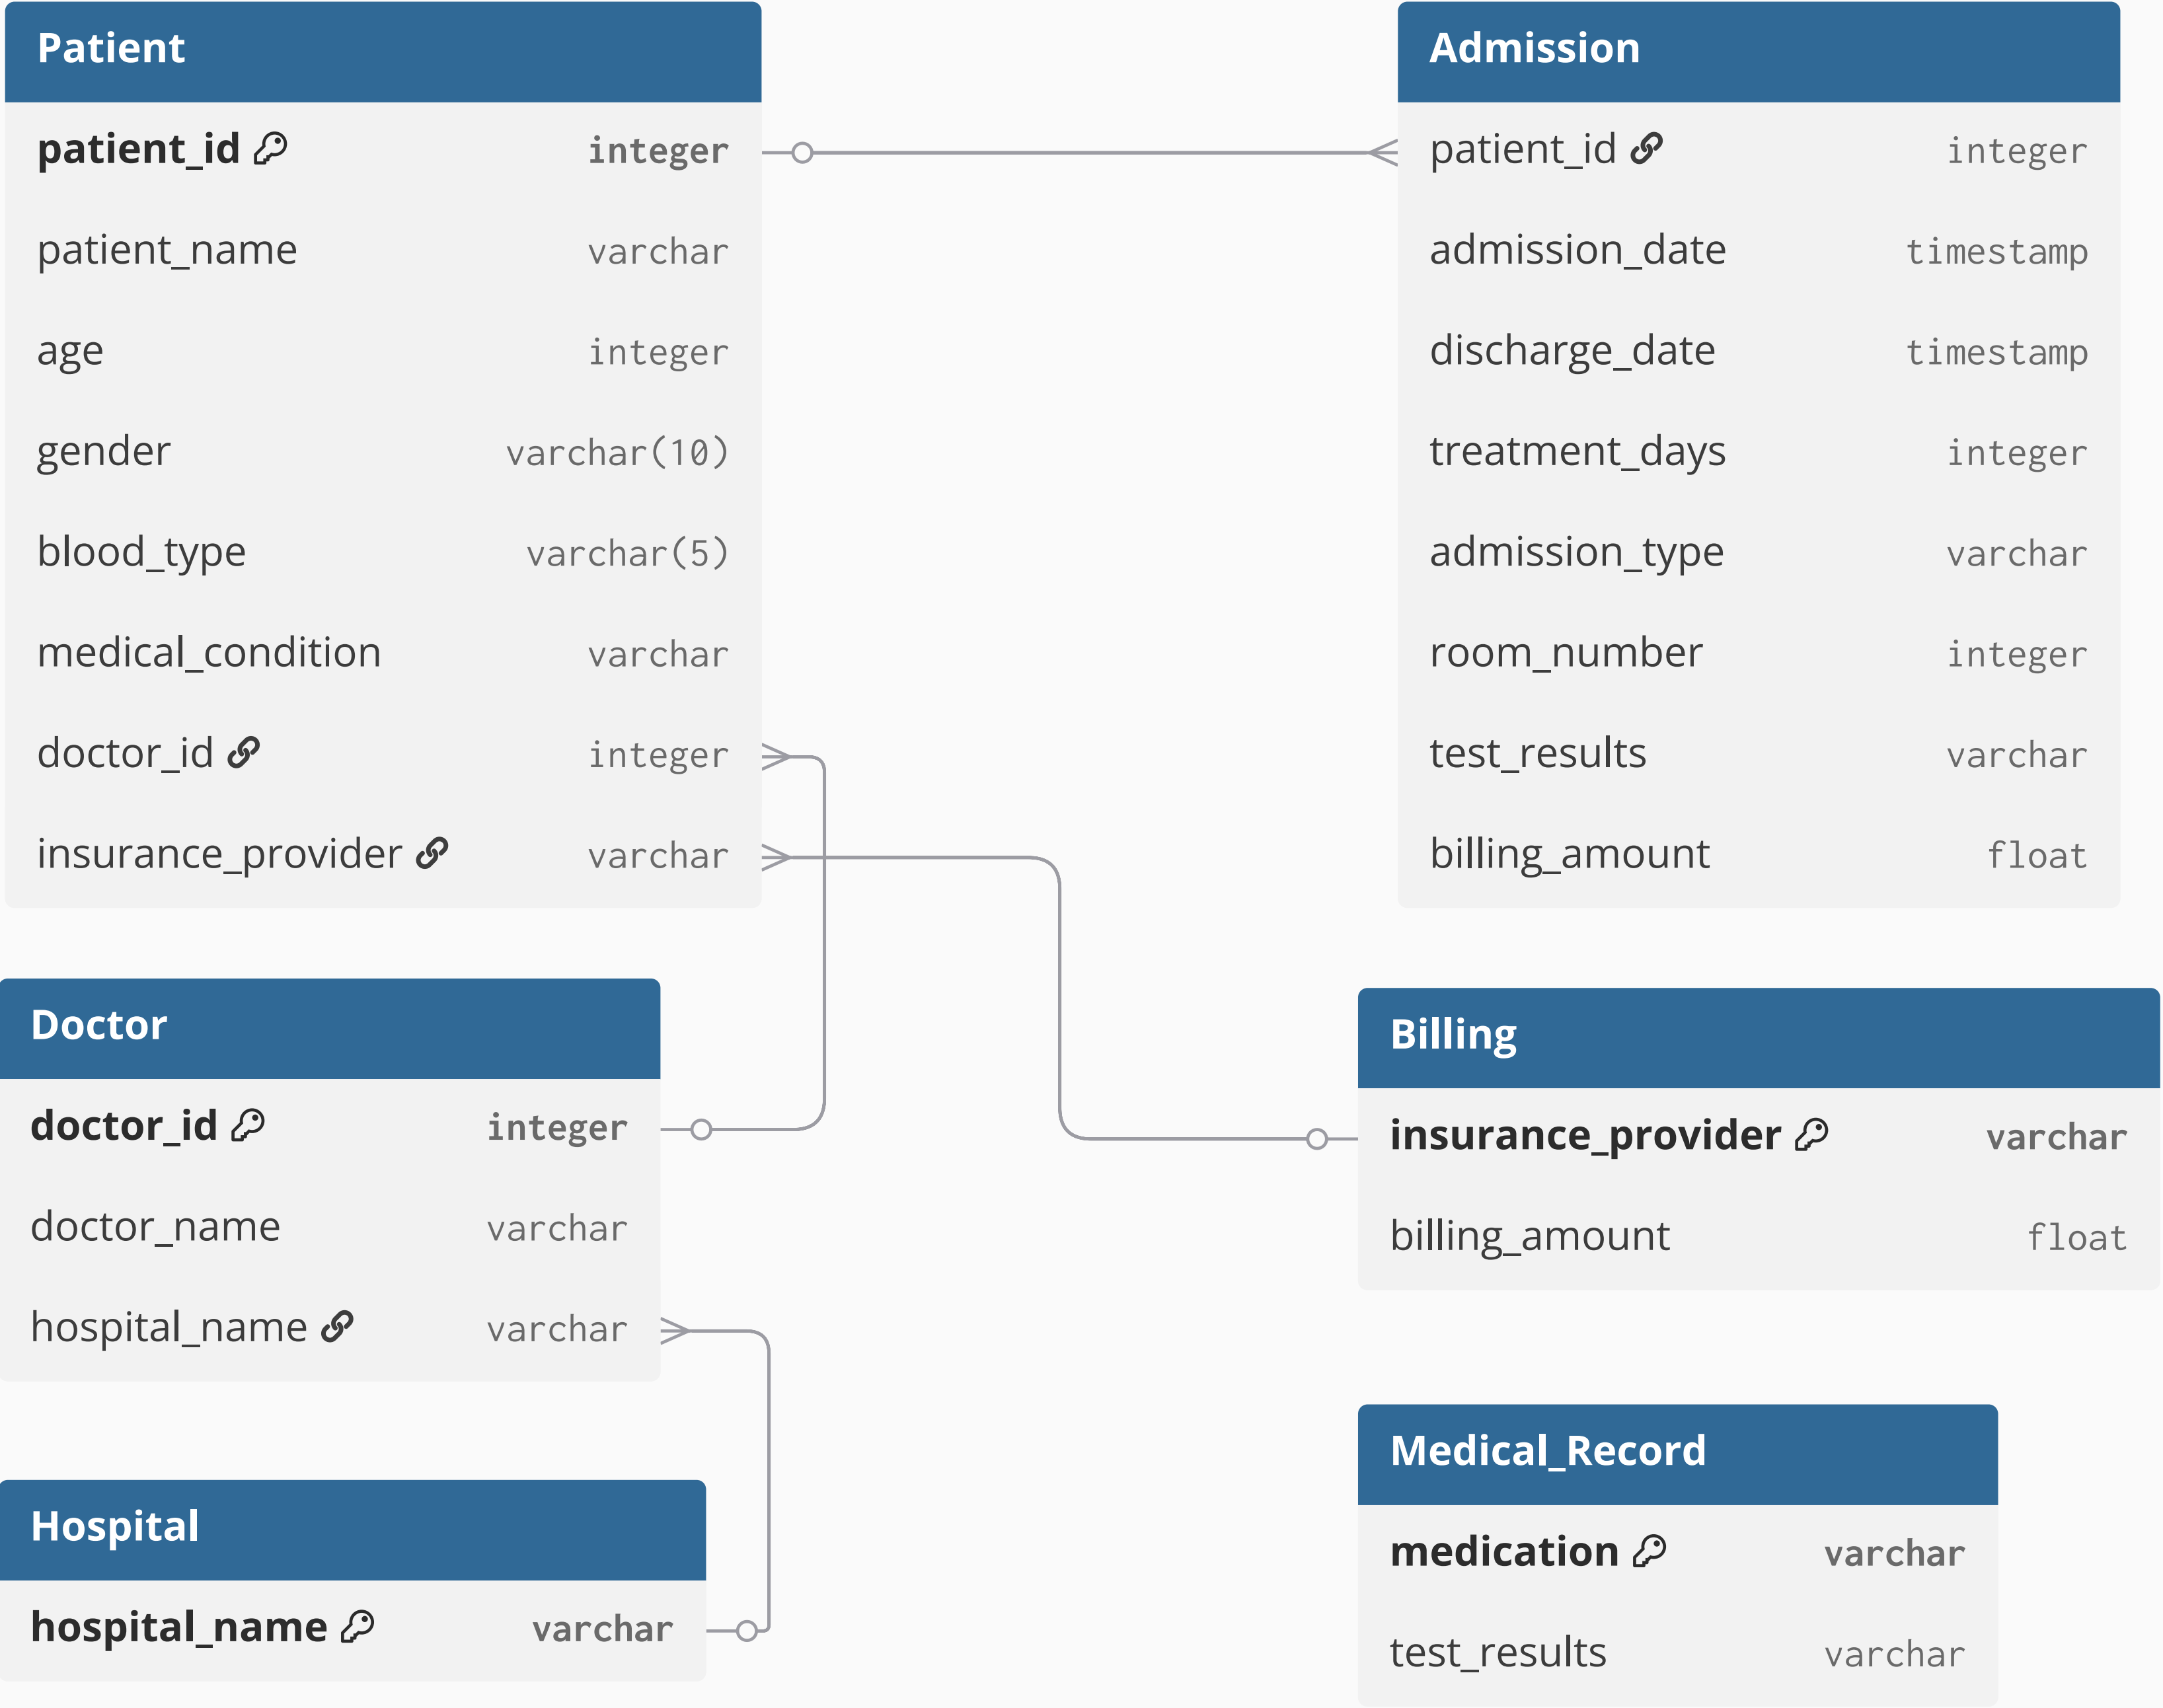 Patient
patient_id integer
patient_name varchar
age integer
gender varchar(10)
blood_type varchar(5)
medical_condition varchar
doctor_id integer
insurance_provider varchar
Admission
patient_id integer
admission_date timestamp
discharge_date timestamp
treatment_days integer
admission_type varchar
room_number integer
test_results varchar
billing_amount float
Doctor
doctor_id integer
doctor_name varchar
hospital_name varchar
Billing
insurance_provider varchar
billing_amount float
Hospital
hospital_name varchar
Medical_Record
medication varchar
test_results varchar